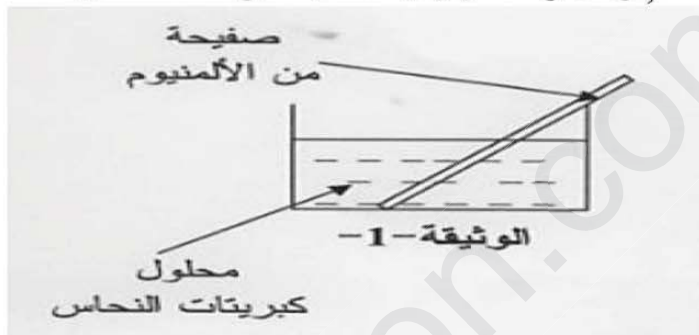 صفيحة
من الألمنيوم
الوثيقة-1-
محلول
كبريتات النحاس